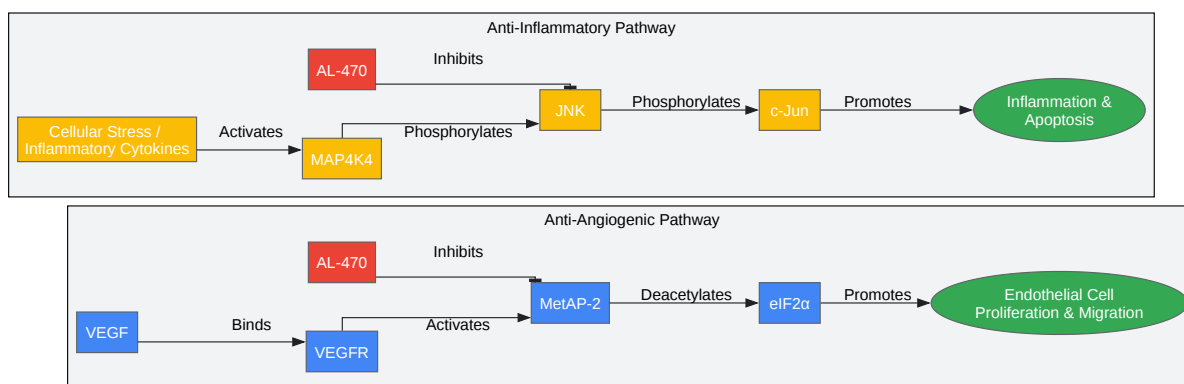 Anti-Inflammatory Pathway
AL-470
Inhibits
JNK
Phosphorylates
c-Jun
Promotes
Inflammation &
Apoptosis
Cellular Stress /
Inflammatory Cytokines
Activates
MAP4K4
Phosphorylates
Anti-Angiogenic Pathway
AL-470
Inhibits
MetAP-2
Deacetylates
eIF2α
Promotes
Endothelial Cell
Proliferation & Migration
VEGF
Binds
VEGFR
Activates